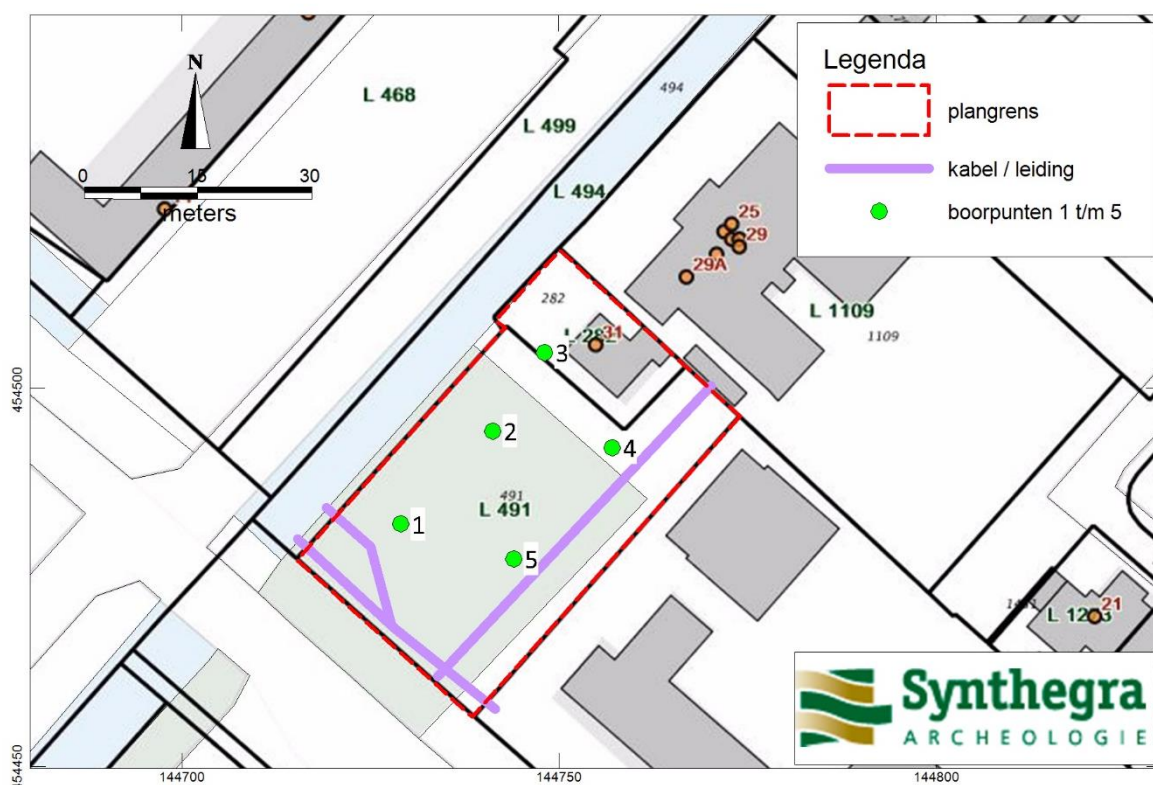 Legenda
plangrens
kabel / leiding
boorpunten 1 t/m 5
N
0 15 30
meters
L 468
L 499
494
L 494
25
29
29A
L 1109
1109
282
31
3
2
4
491
L 491
1
5
21
454500
454450
144700
144750
144800
Synthegra
ARCHEOLOGIE